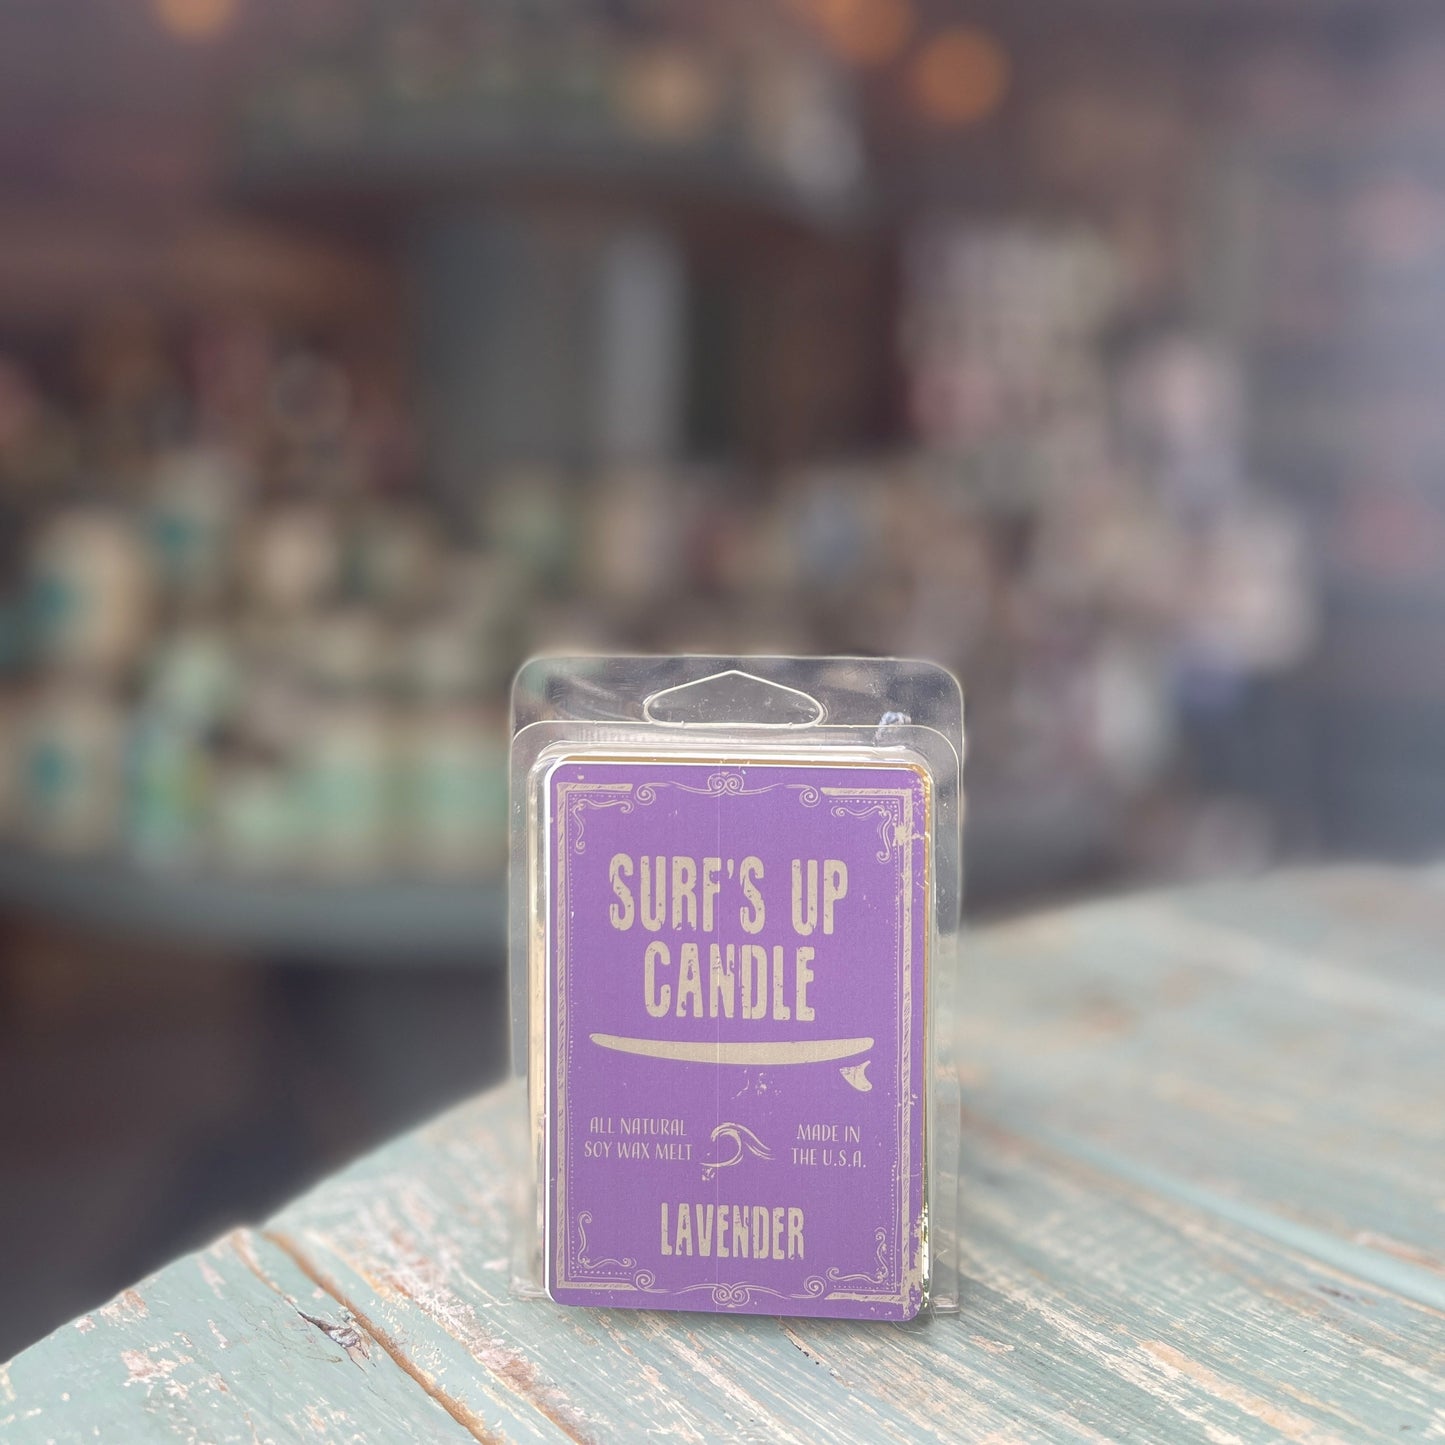 SURF'S UP
CANDLE
ALL NATURAL
SOY WAX MELT
MADE IN
THE U.S.A.
LAVENDER